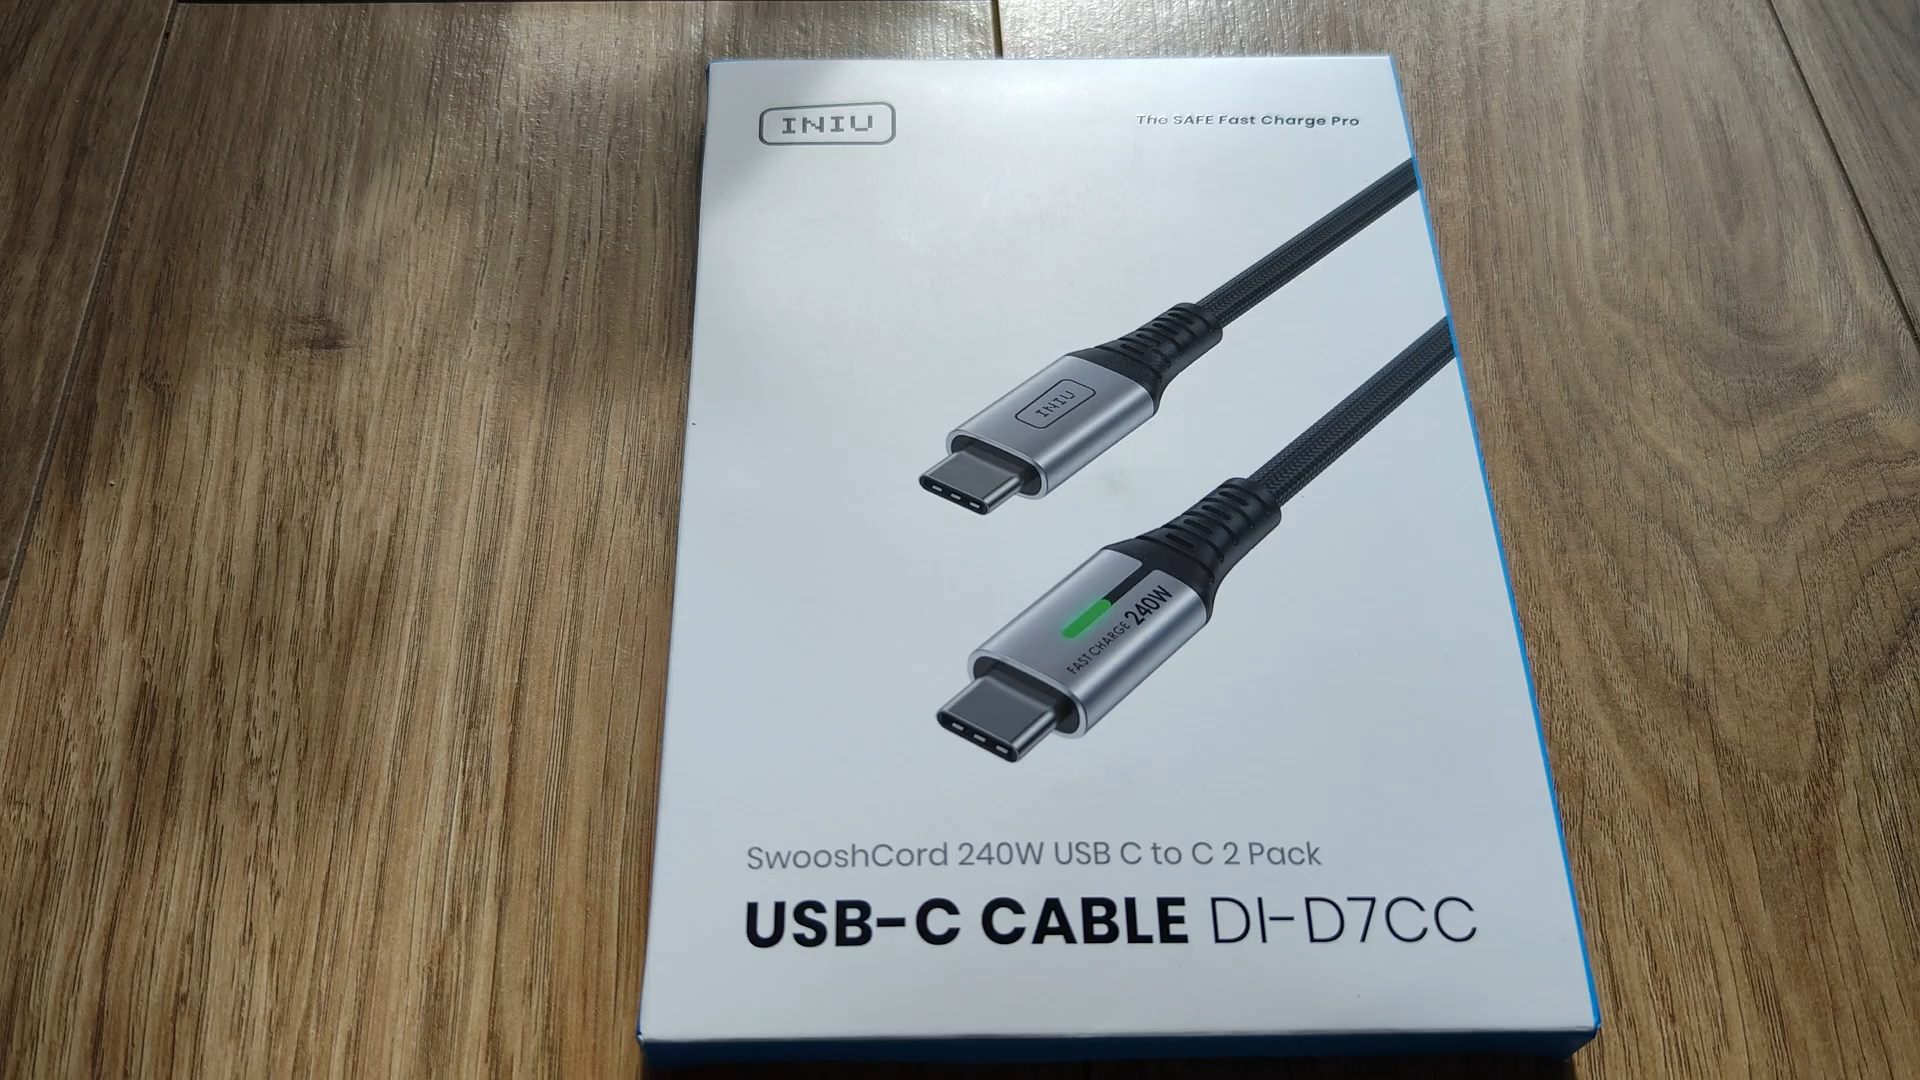 INIU
The SAFE Fast Charge Pro
INIU
FAST CHARGE 240W
SwooshCord 240W USB C to C 2 Pack
USB-C CABLE DI-D7CC